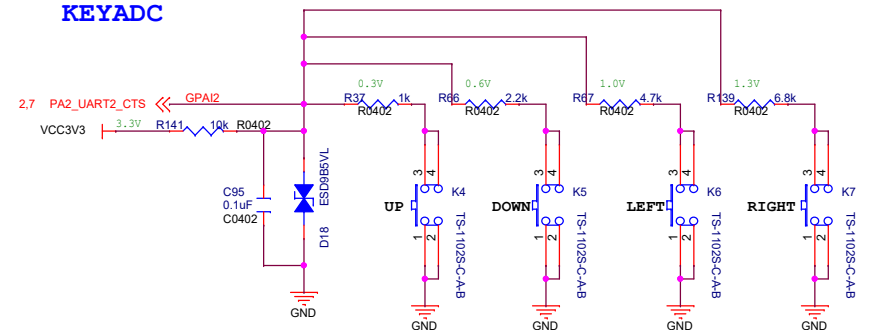 KEYADC
0.3V
0.6V
1.0V
1.3V
2,7 PA2_UART2_CTS GPAI2
R37 1k
R66 2.2k
R67 4.7k
R139 6.8k
R0402
R0402
R0402
R0402
VCC3V3 3.3V R141 10k R0402
3 4
3 4
3 4
3 4
C95
0.1uF
C0402
ESD9B5VL
D18
UP K4
DOWN K5
LEFT K6
RIGHT K7
TS-1102S-C-A-B
TS-1102S-C-A-B
TS-1102S-C-A-B
TS-1102S-C-A-B
1 2
1 2
1 2
1 2
GND
GND
GND
GND
GND